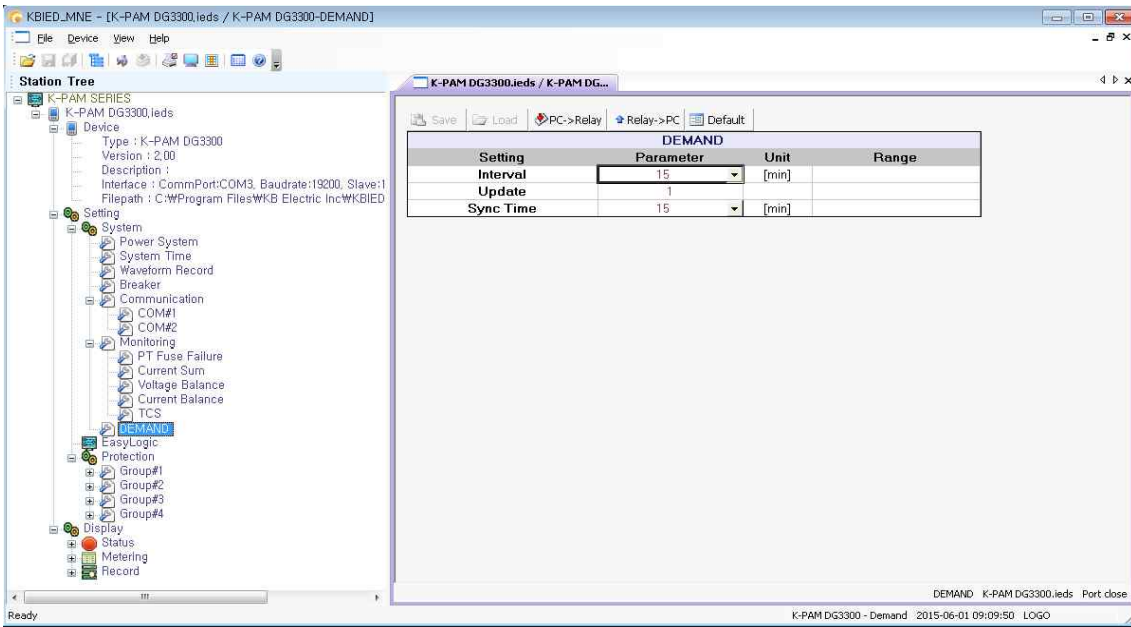 KBIED_MNE - [K-PAM DG3300,ieds / K-PAM DG3300-DEMAND]
File Device View Help
Station Tree
K-PAM SERIES
K-PAM DG3300,ieds
Device
Type : K-PAM DG3300
Version : 2,00
Description :
Interface : CommPort:COM3, Baudrate:19200, Slave:1
Filepath : C:₩Program Files₩KB Electric Inc₩KBIED
Setting
System
Power System
System Time
Waveform Record
Breaker
Communication
COM#1
COM#2
Monitoring
PT Fuse Failure
Current Sum
Voltage Balance
Current Balance
TCS
DEMAND
EasyLogic
Protection
Group#1
Group#2
Group#3
Group#4
Display
Status
Metering
Record
K-PAM DG3300.ieds / K-PAM DG...
Save Load PC->Relay Relay->PC Default
DEMAND
Setting Parameter Unit Range
Interval 15 [min]
Update 1
Sync Time 15 [min]
DEMAND K-PAM DG3300.ieds Port close
Ready K-PAM DG3300 - Demand 2015-06-01 09:09:50 LOGO